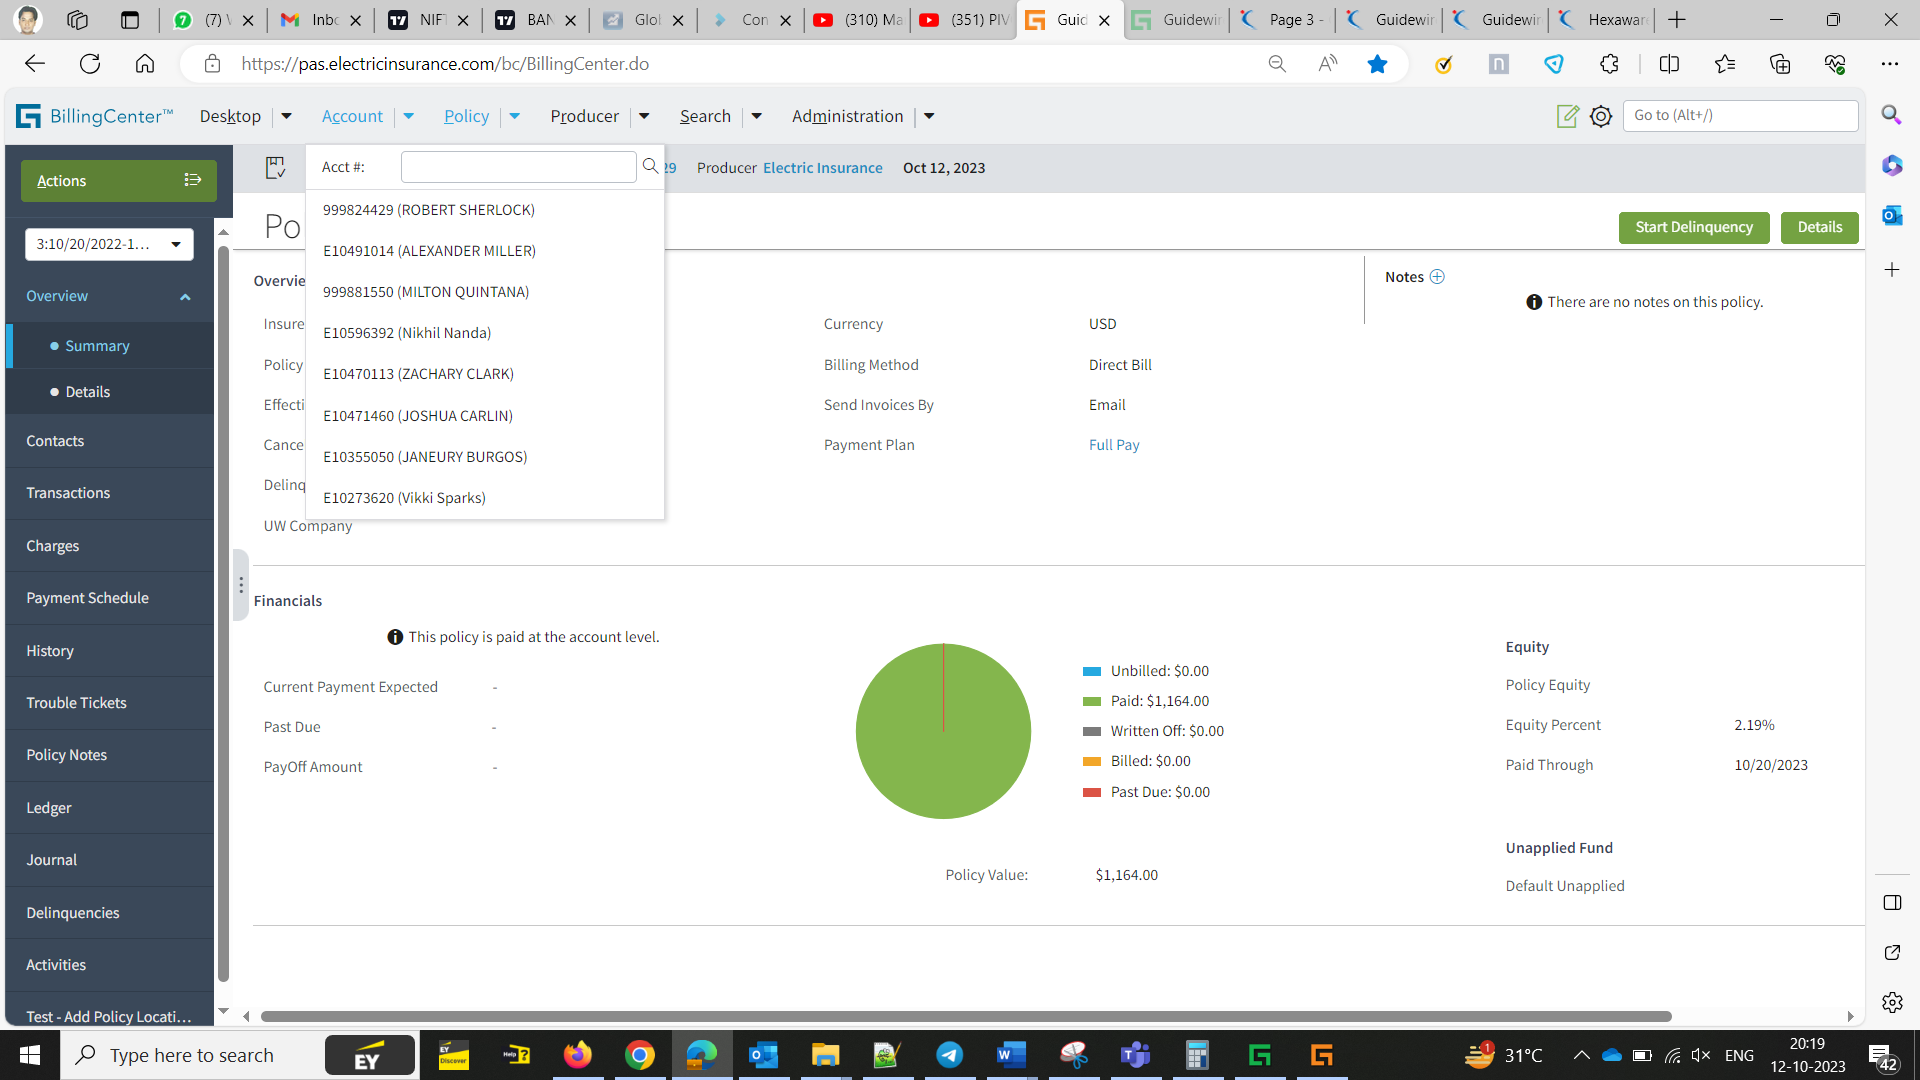 (7) W
Inbo
NIFT
BAN
Glob
Con
(310) Ma
(351) PIV
Guid
Guidewir
Page 3 -
Guidewir
Guidewir
Hexaware
https://pas.electricinsurance.com/bc/BillingCenter.do
BillingCenter™
Desktop
Account
Policy
Producer
Search
Administration
Go to (Alt+/)
Actions
Acct #:
29
Producer Electric Insurance
Oct 12, 2023
3:10/20/2022-1...
Overview
Summary
Details
Contacts
Transactions
Charges
Payment Schedule
History
Trouble Tickets
Policy Notes
Ledger
Journal
Delinquencies
Activities
Test - Add Policy Locati...
999824429 (ROBERT SHERLOCK)
E10491014 (ALEXANDER MILLER)
999881550 (MILTON QUINTANA)
E10596392 (Nikhil Nanda)
E10470113 (ZACHARY CLARK)
E10471460 (JOSHUA CARLIN)
E10355050 (JANEURY BURGOS)
E10273620 (Vikki Sparks)
Po
Start Delinquency
Details
Overvie
Insure
Policy
Effecti
Cance
Delinq
UW Company
Currency USD
Billing Method Direct Bill
Send Invoices By Email
Payment Plan Full Pay
Notes
There are no notes on this policy.
Financials
This policy is paid at the account level.
Current Payment Expected -
Past Due -
PayOff Amount -
Unbilled: $0.00
Paid: $1,164.00
Written Off: $0.00
Billed: $0.00
Past Due: $0.00
Policy Value: $1,164.00
Equity
Policy Equity
Equity Percent 2.19%
Paid Through 10/20/2023
Unapplied Fund
Default Unapplied
Type here to search
EY
EY
Discover
Help?
1
31°C
ENG
20:19
12-10-2023
42